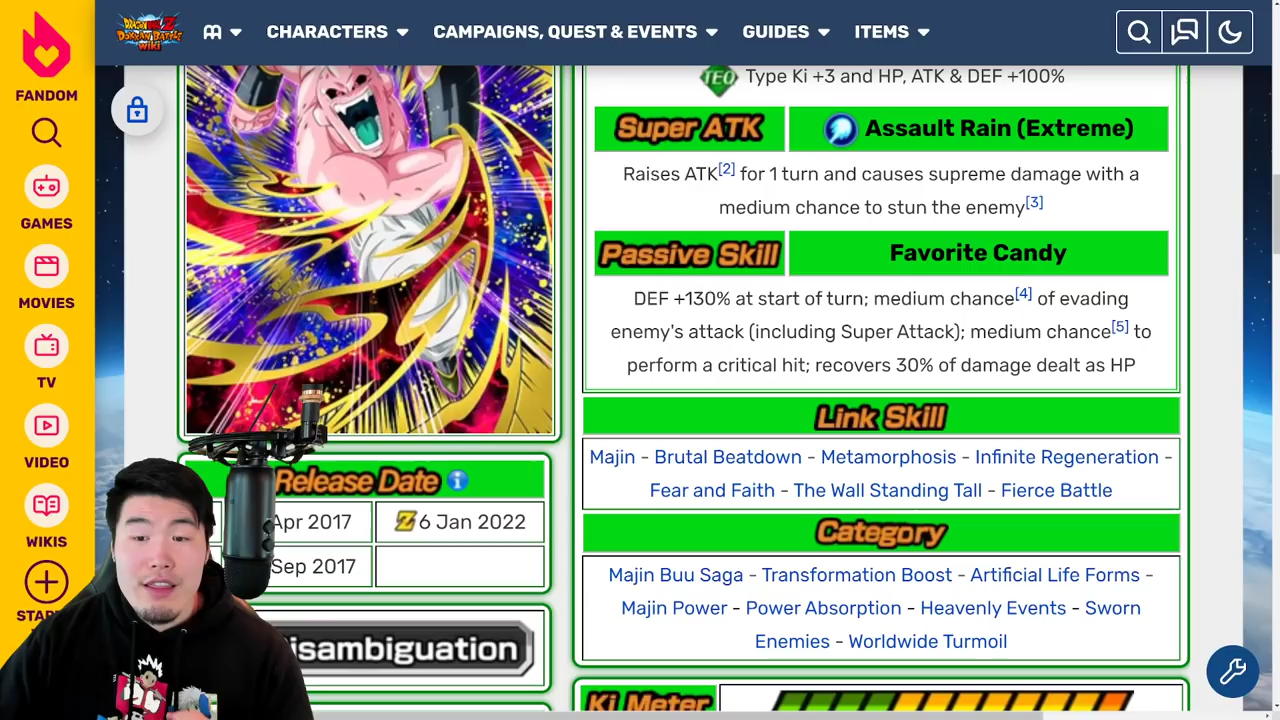 FANDOM
GAMES
MOVIES
TV
VIDEO
WIKIS
DRAGON BALL Z
DOKKAN BATTLE
WIKI
CHARACTERS
CAMPAIGNS, QUEST & EVENTS
GUIDES
ITEMS
TEQ Type Ki +3 and HP, ATK & DEF +100%
Super ATK
Assault Rain (Extreme)
Raises ATK[2] for 1 turn and causes supreme damage with a
medium chance to stun the enemy[3]
Passive Skill
Favorite Candy
DEF +130% at start of turn; medium chance[4] of evading
enemy's attack (including Super Attack); medium chance[5] to
perform a critical hit; recovers 30% of damage dealt as HP
Link Skill
Majin - Brutal Beatdown - Metamorphosis - Infinite Regeneration -
Fear and Faith - The Wall Standing Tall - Fierce Battle
Category
Majin Buu Saga - Transformation Boost - Artificial Life Forms -
Majin Power - Power Absorption - Heavenly Events - Sworn
Enemies - Worldwide Turmoil
Ki Meter
Release Date
Apr 2017
Z 6 Jan 2022
Sep 2017
isambiguation